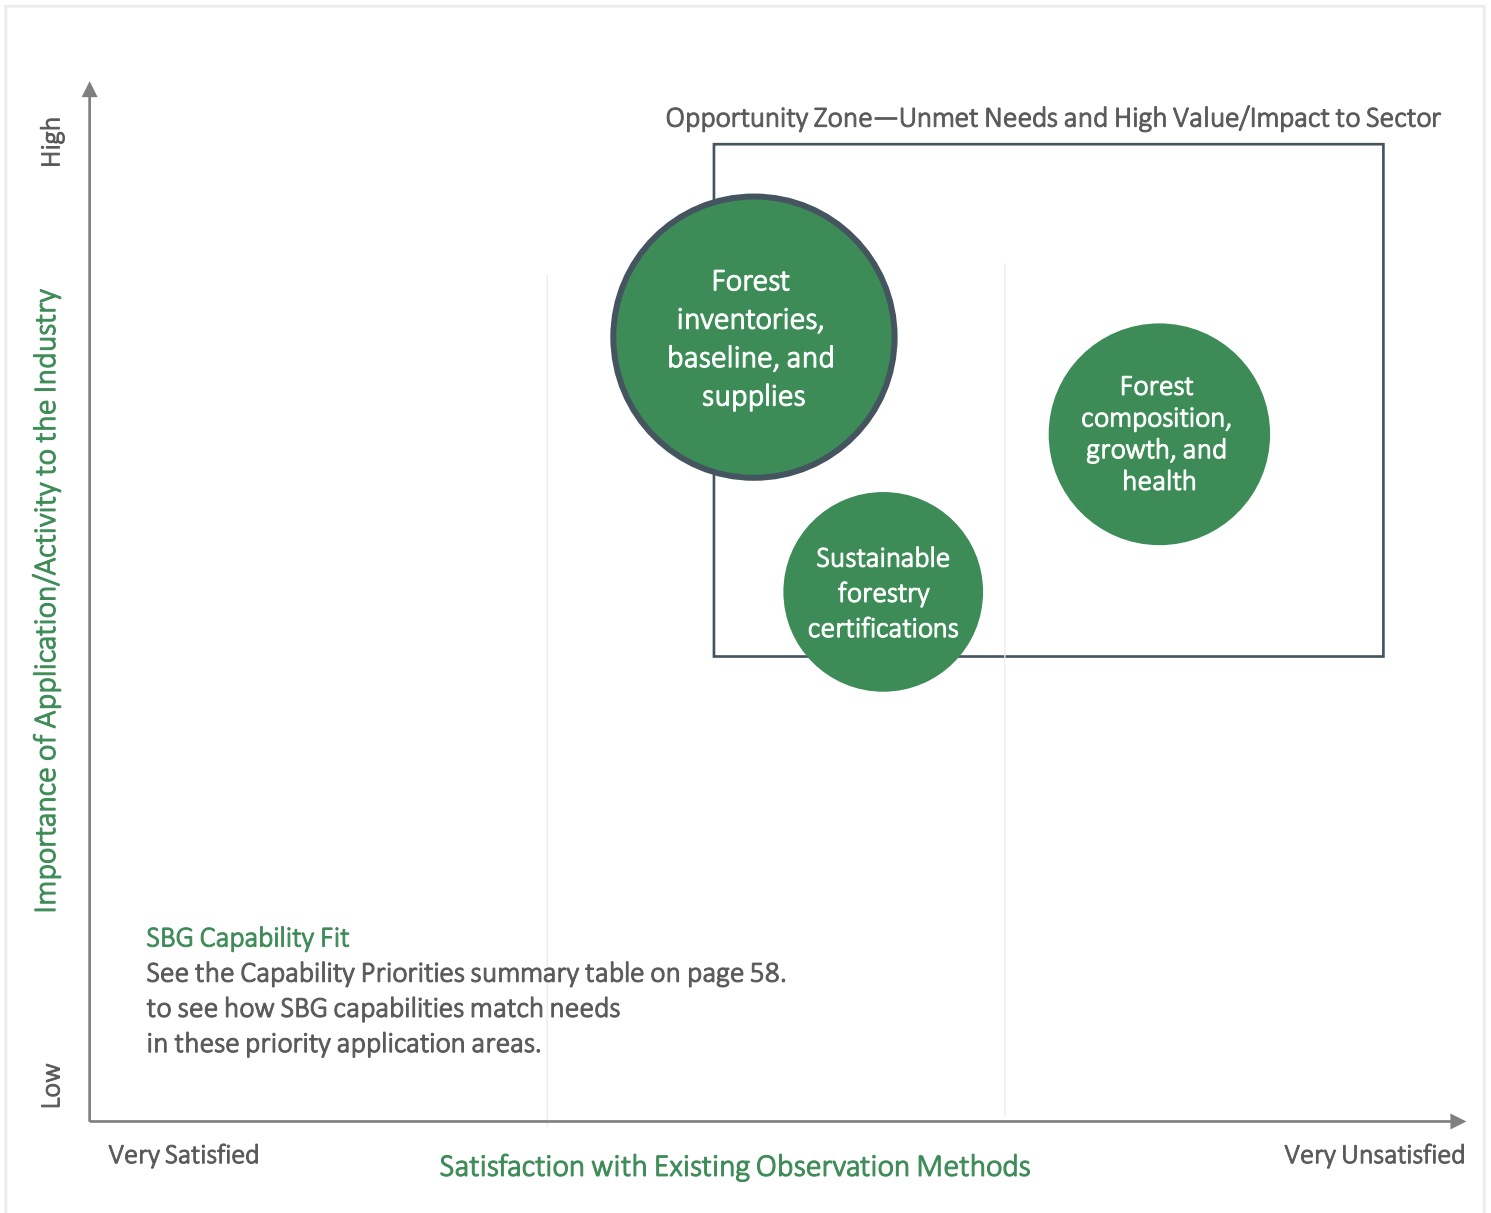 Opportunity Zone—Unmet Needs and High Value/Impact to Sector
High
Importance of Application/Activity to the Industry
Low
Forest
inventories,
baseline, and
supplies
Forest
composition,
growth, and
health
Sustainable
forestry
certifications
SBG Capability Fit
See the Capability Priorities summary table on page 58.
to see how SBG capabilities match needs
in these priority application areas.
Very Satisfied
Satisfaction with Existing Observation Methods
Very Unsatisfied